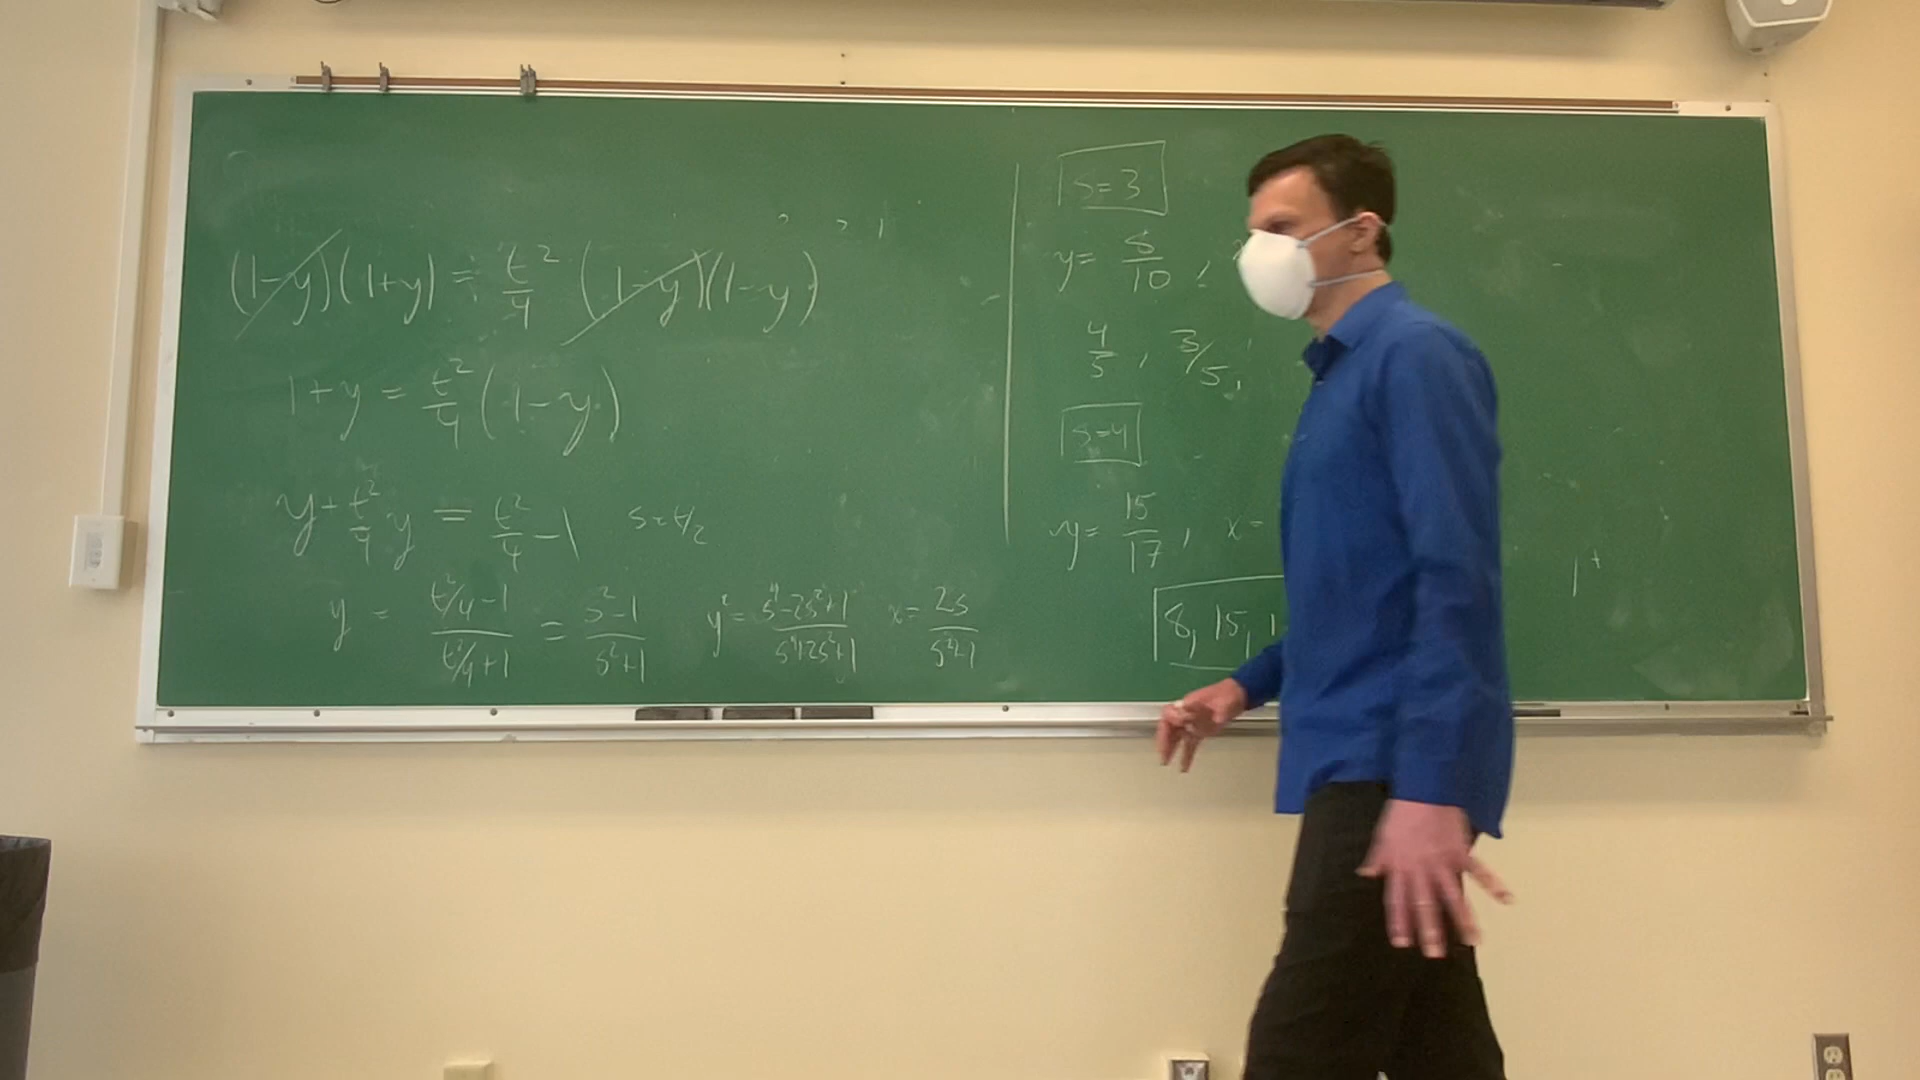 (1-y)(1+y) = t²/4 (1-y)(1-y)
1+y = t²/4 (1-y)
y + t²/4 y = t²/4 - 1   s=t/2
y = (t²/4 - 1)/(t²/4 + 1) = (s²-1)/(s²+1)   y² = (s⁴-2s²+1)/(s⁴+2s²+1)   x = 2s/(s²+1)
s=3
y = 8/10 ,
4/5 , 3/5 ,
s=4
y = 15/17 , x =
8, 15, 1